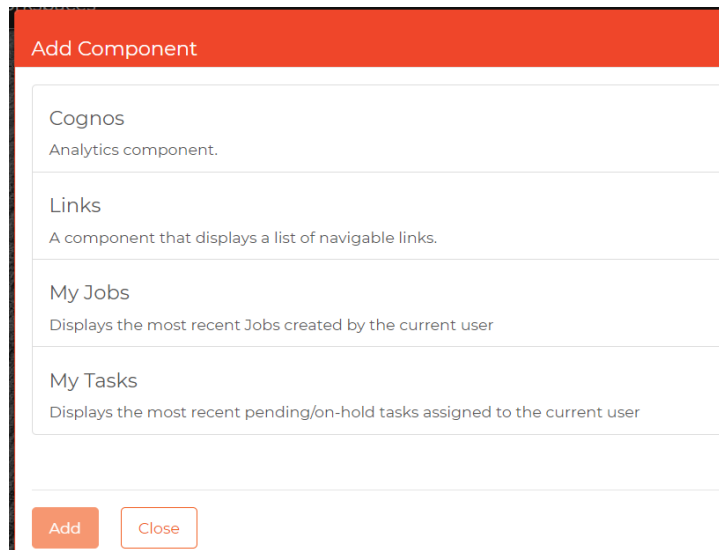 Add Component
Cognos
Analytics component.
Links
A component that displays a list of navigable links.
My Jobs
Displays the most recent Jobs created by the current user
My Tasks
Displays the most recent pending/on-hold tasks assigned to the current user
Add
Close